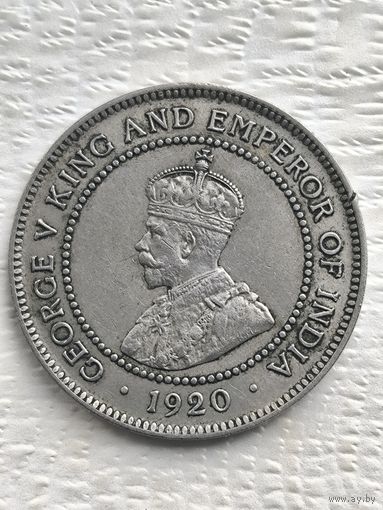 GEORGE V KING AND EMPEROR OF INDIA
· 1920 ·
www.ay.by